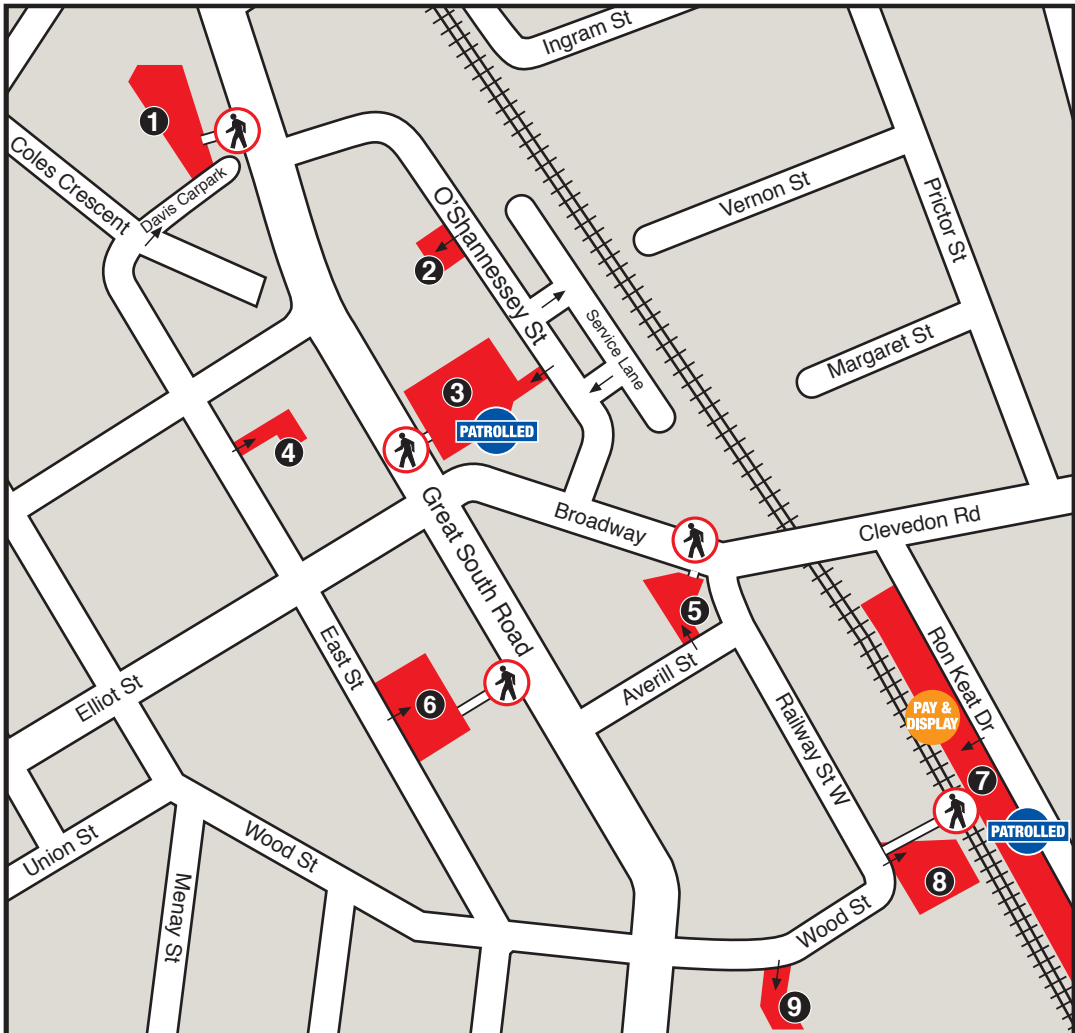 Ingram St
1
Coles Crescent
Davis Carpark
O'Shannessey St
Vernon St
Prictor St
2
Service Lane
Margaret St
3
PATROLLED
4
Great South Road
Broadway
Clevedon Rd
5
East St
Averill St
Ron Keat Dr
Elliot St
6
Railway St W
PAY &
DISPLAY
7
PATROLLED
Union St
Wood St
Menay St
8
Wood St
9